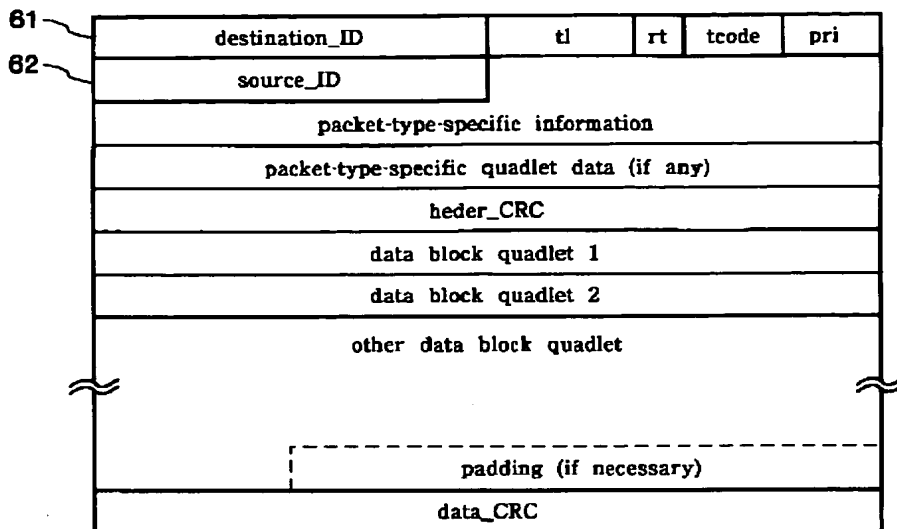 61 destination_ID tl rt tcode pri
62 source_ID
packet-type-specific information
packet-type-specific quadlet data (if any)
heder_CRC
data block quadlet 1
data block quadlet 2
other data block quadlet
padding (if necessary)
data_CRC